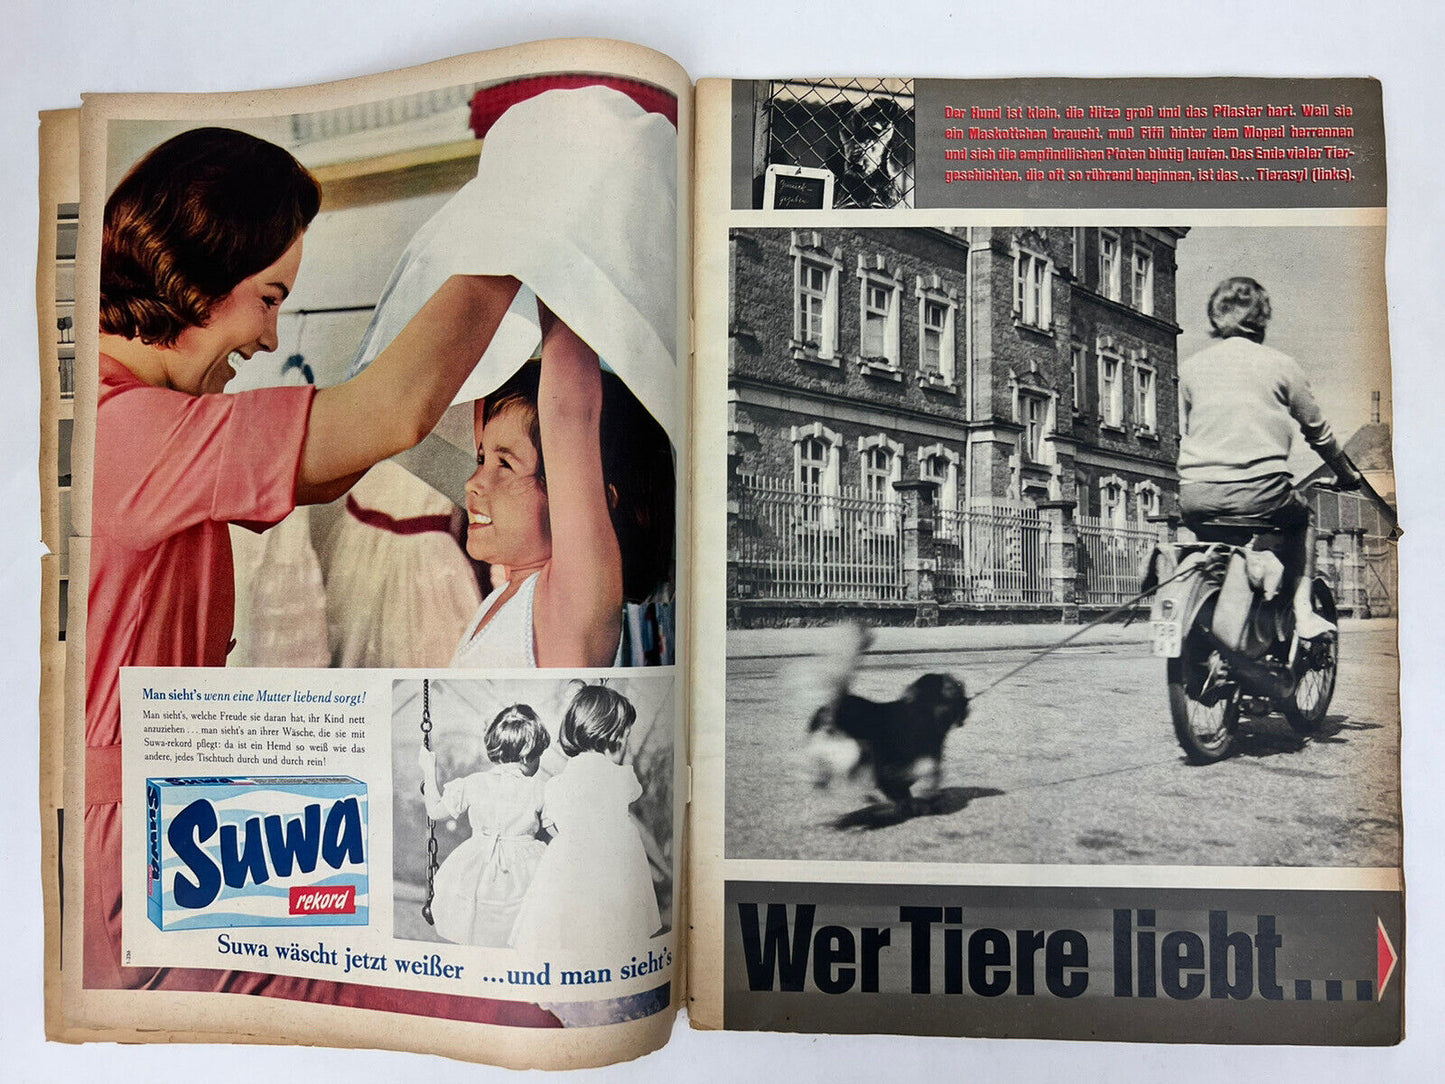 Man sieht's wenn eine Mutter liebend sorgt!
Man sieht's, welche Freude sie daran hat, ihr Kind nett
anzuziehen... man sieht's an ihrer Wäsche, die sie mit
Suwa-rekord pflegt: da ist ein Hemd so weiß wie das
andere, jedes Tischtuch durch und durch rein!
Suwa
Suwa
Suwa
rekord
Suwa wäscht jetzt weißer ...und man sieht's
Der Hund ist klein, die Hitze groß und das Pflaster hart. Weil sie
ein Maskottchen braucht, muß Fiffi hinter dem Moped herrennen
und sich die empfindlichen Pfoten blutig laufen. Das Ende vieler Tier-
geschichten, die oft so rührend beginnen, ist das... Tierasyl (links).
Zurück-
gegeben
Wer Tiere liebt...